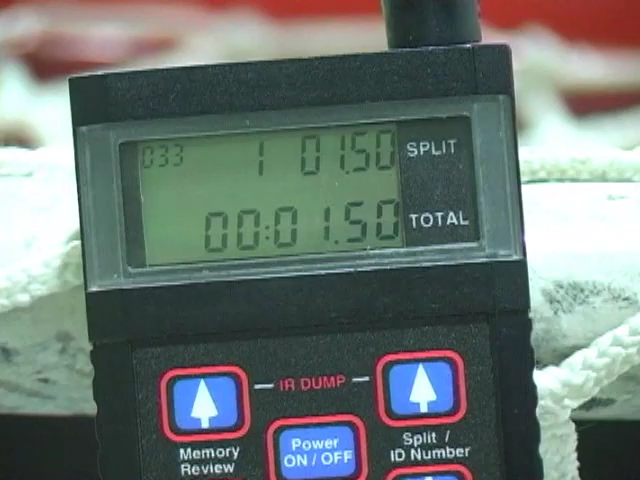 033 1 01.50 SPLIT
00:01.50 TOTAL
IR DUMP
Memory
Review
Power
ON / OFF
Split /
ID Number